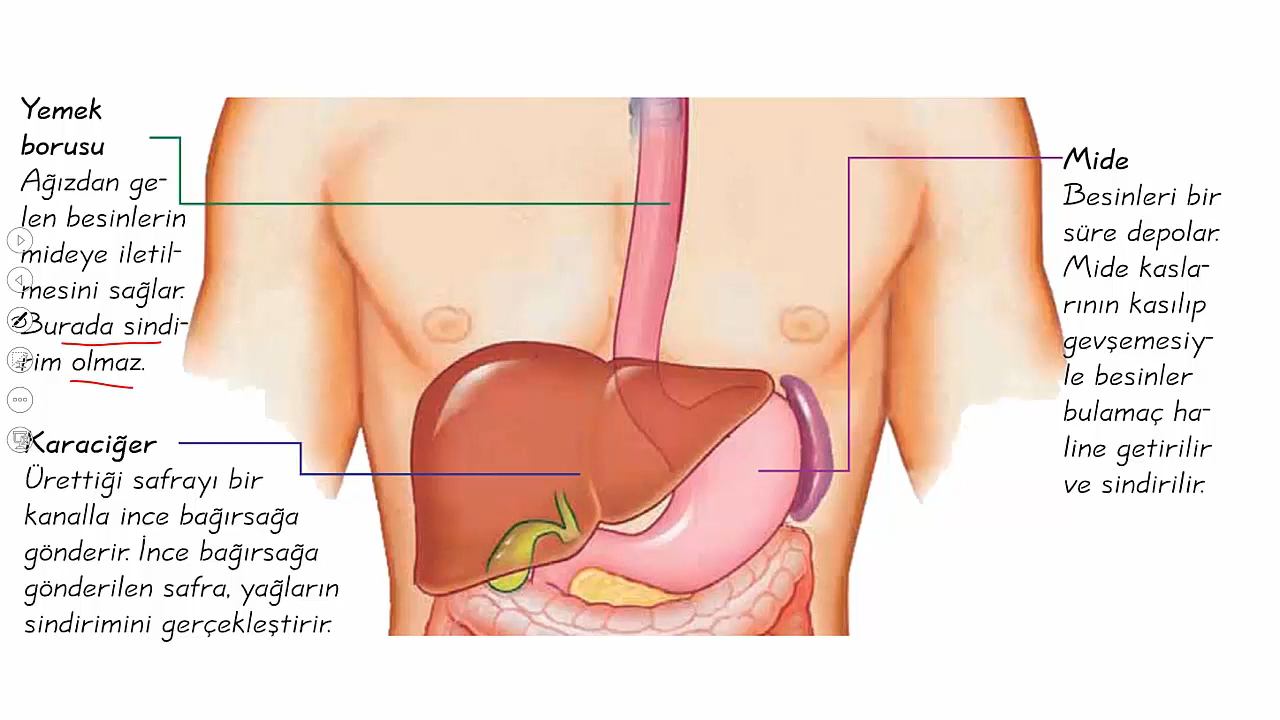 Yemek
borusu
Ağızdan ge-
len besinlerin
mideye iletil-
mesini sağlar.
Burada sindi-
rim olmaz.
Karaciğer
Ürettiği safrayı bir
kanalla ince bağırsağa
gönderir. İnce bağırsağa
gönderilen safra, yağların
sindirimini gerçekleştirir.
Mide
Besinleri bir
süre depolar.
Mide kasla-
rının kasılıp
gevşemesiy-
le besinler
bulamaç ha-
line getirilir
ve sindirilir.